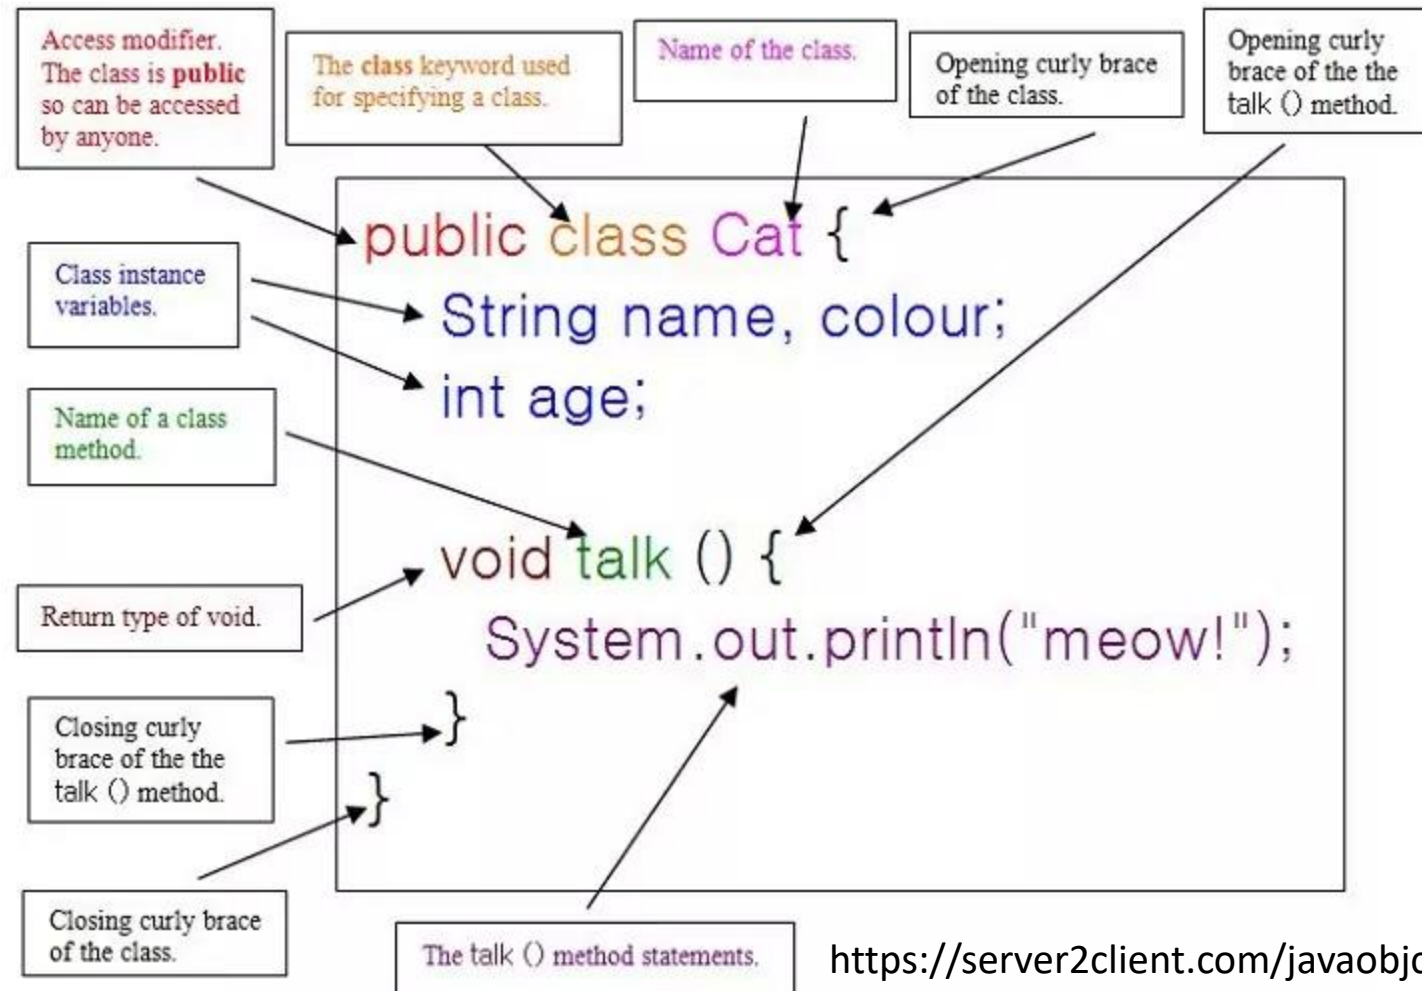 Access modifier.
The class is public
so can be accessed
by anyone.
The class keyword used
for specifying a class.
Name of the class.
Opening curly brace
of the class.
Opening curly
brace of the the
talk () method.
public class Cat {
Class instance
variables.
String name, colour;
int age;
Name of a class
method.
void talk () {
Return type of void.
System.out.println("meow!");
Closing curly
brace of the the
talk () method.
}
}
Closing curly brace
of the class.
The talk () method statements.